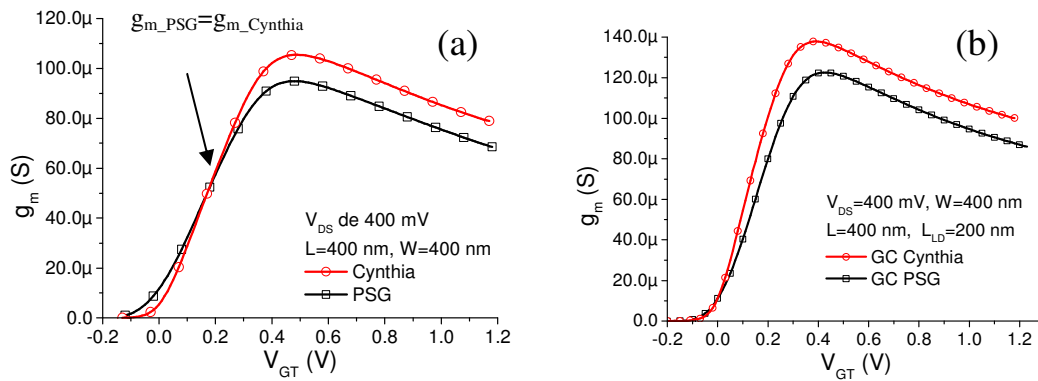 g_m_PSG=g_m_Cynthia
(a)
120.0µ
100.0µ
80.0µ
60.0µ
40.0µ
20.0µ
0.0
g_m (S)
V_DS de 400 mV
L=400 nm, W=400 nm
Cynthia
PSG
0.0 0.2 0.4 0.6 0.8 1.0 1.2
V_GT (V)
(b)
140.0µ
120.0µ
100.0µ
80.0µ
60.0µ
40.0µ
20.0µ
0.0
g_m (S)
V_DS=400 mV, W=400 nm
L=400 nm, L_LD=200 nm
GC Cynthia
GC PSG
-0.2 0.0 0.2 0.4 0.6 0.8 1.0 1.2
V_GT (V)